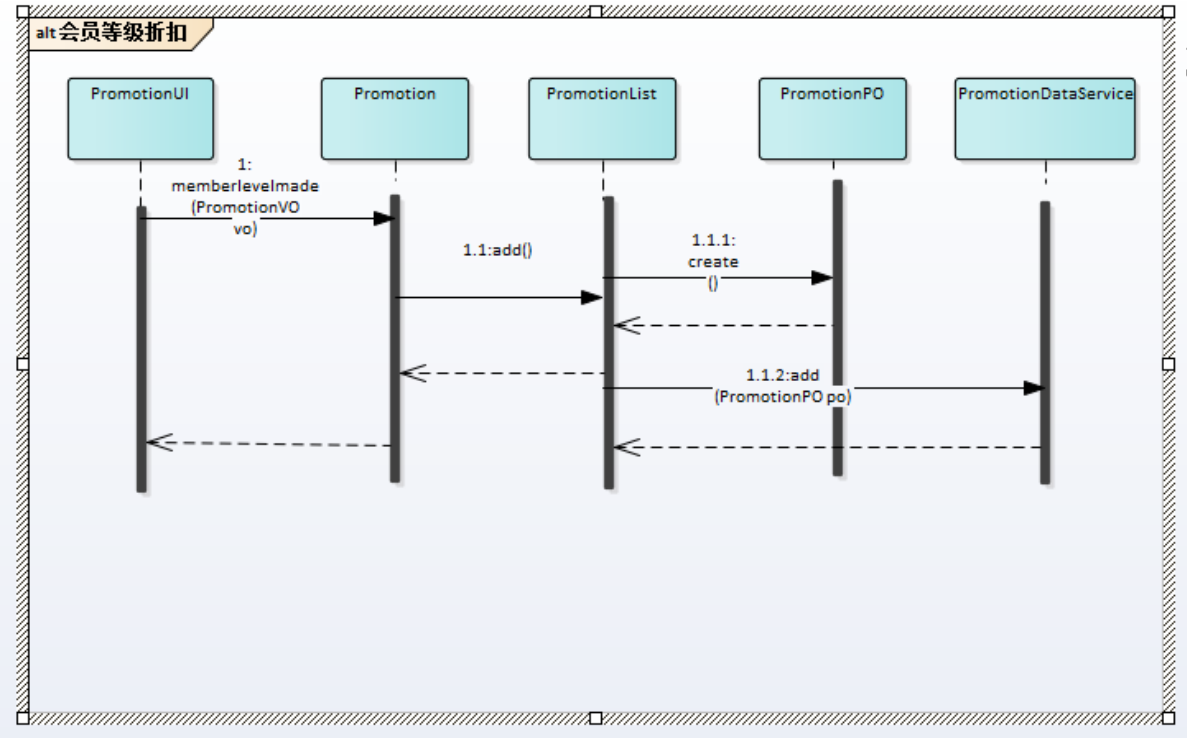 alt 会员等级折扣
PromotionUI
Promotion
PromotionList
PromotionPO
PromotionDataService
1:
memberlevelmade
(PromotionVO
vo)
1.1:add()
1.1.1:
create
()
1.1.2:add
(PromotionPO po)